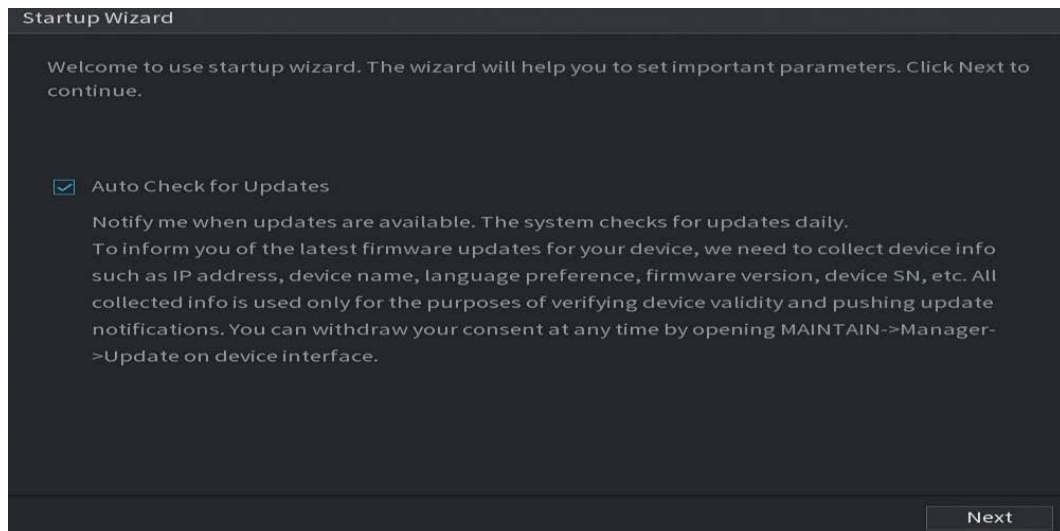 Startup Wizard
Welcome to use startup wizard. The wizard will help you to set important parameters. Click Next to
continue.
Auto Check for Updates
Notify me when updates are available. The system checks for updates daily.
To inform you of the latest firmware updates for your device, we need to collect device info
such as IP address, device name, language preference, firmware version, device SN, etc. All
collected info is used only for the purposes of verifying device validity and pushing update
notifications. You can withdraw your consent at any time by opening MAINTAIN->Manager-
>Update on device interface.
Next